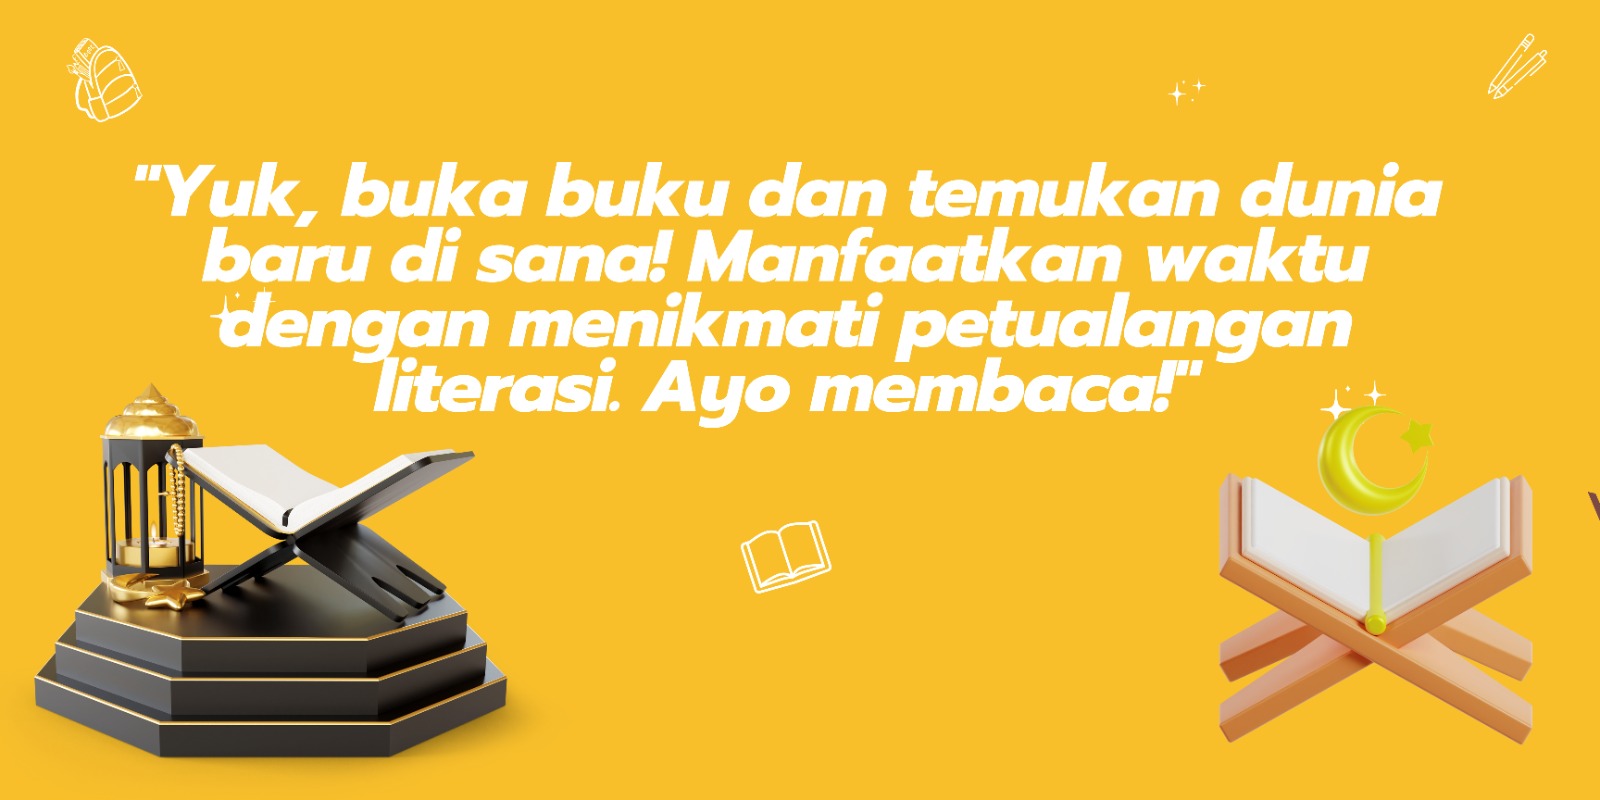 "Yuk, buka buku dan temukan dunia
baru di sana! Manfaatkan waktu
dengan menikmati petualangan
literasi. Ayo membaca!"